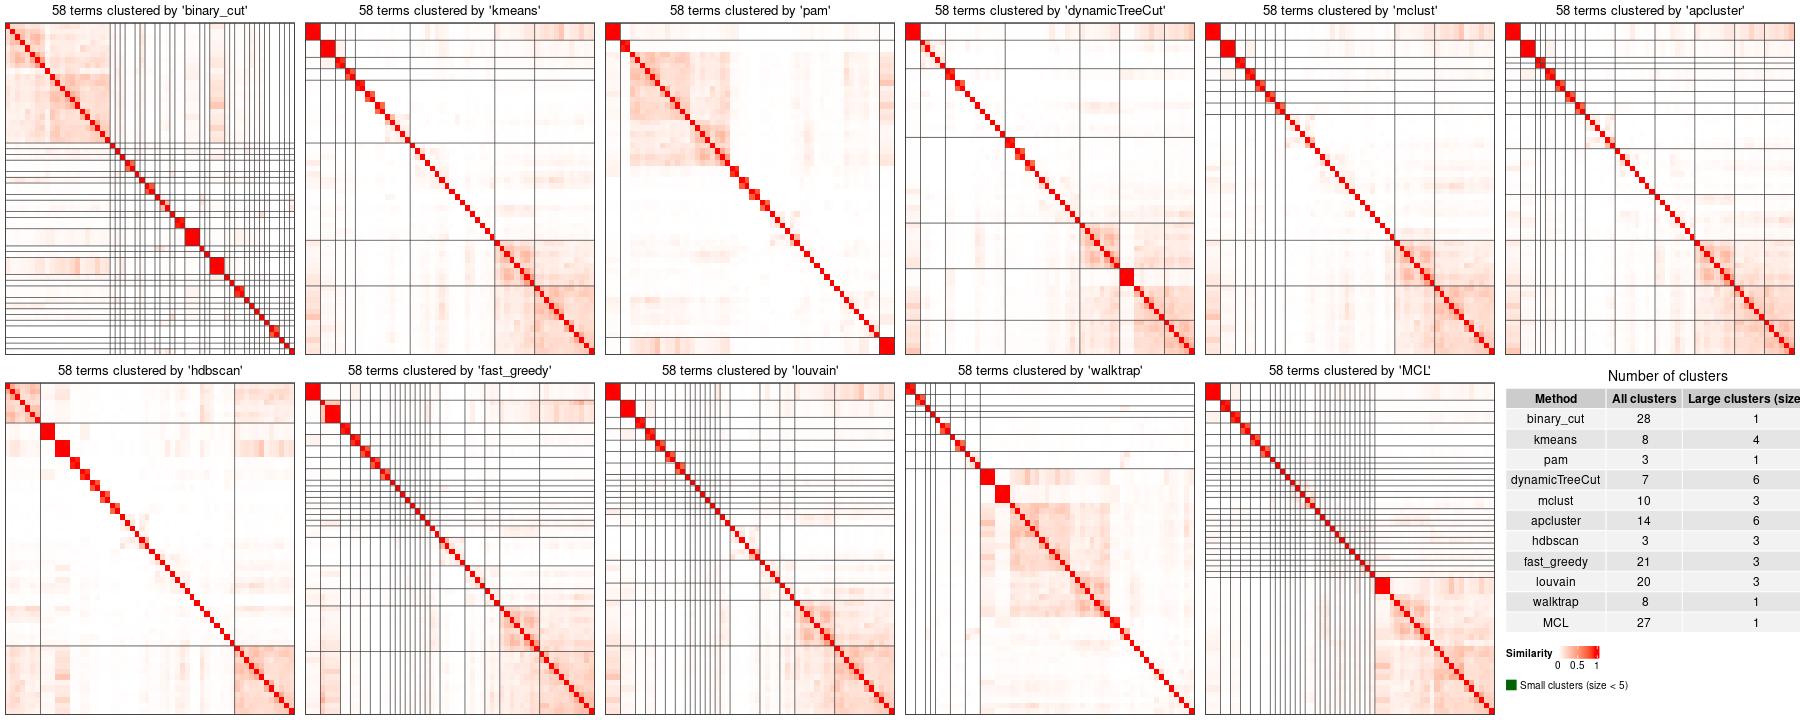 58 terms clustered by 'binary_cut'
58 terms clustered by 'kmeans'
58 terms clustered by 'pam'
58 terms clustered by 'dynamicTreeCut'
58 terms clustered by 'mclust'
58 terms clustered by 'apcluster'
58 terms clustered by 'hdbscan'
58 terms clustered by 'fast_greedy'
58 terms clustered by 'louvain'
58 terms clustered by 'walktrap'
58 terms clustered by 'MCL'
Number of clusters
Method All clusters Large clusters (size
binary_cut 28 1
kmeans 8 4
pam 3 1
dynamicTreeCut 7 6
mclust 10 3
apcluster 14 6
hdbscan 3 3
fast_greedy 21 3
louvain 20 3
walktrap 8 1
MCL 27 1
Similarity
0 0.5 1
Small clusters (size < 5)